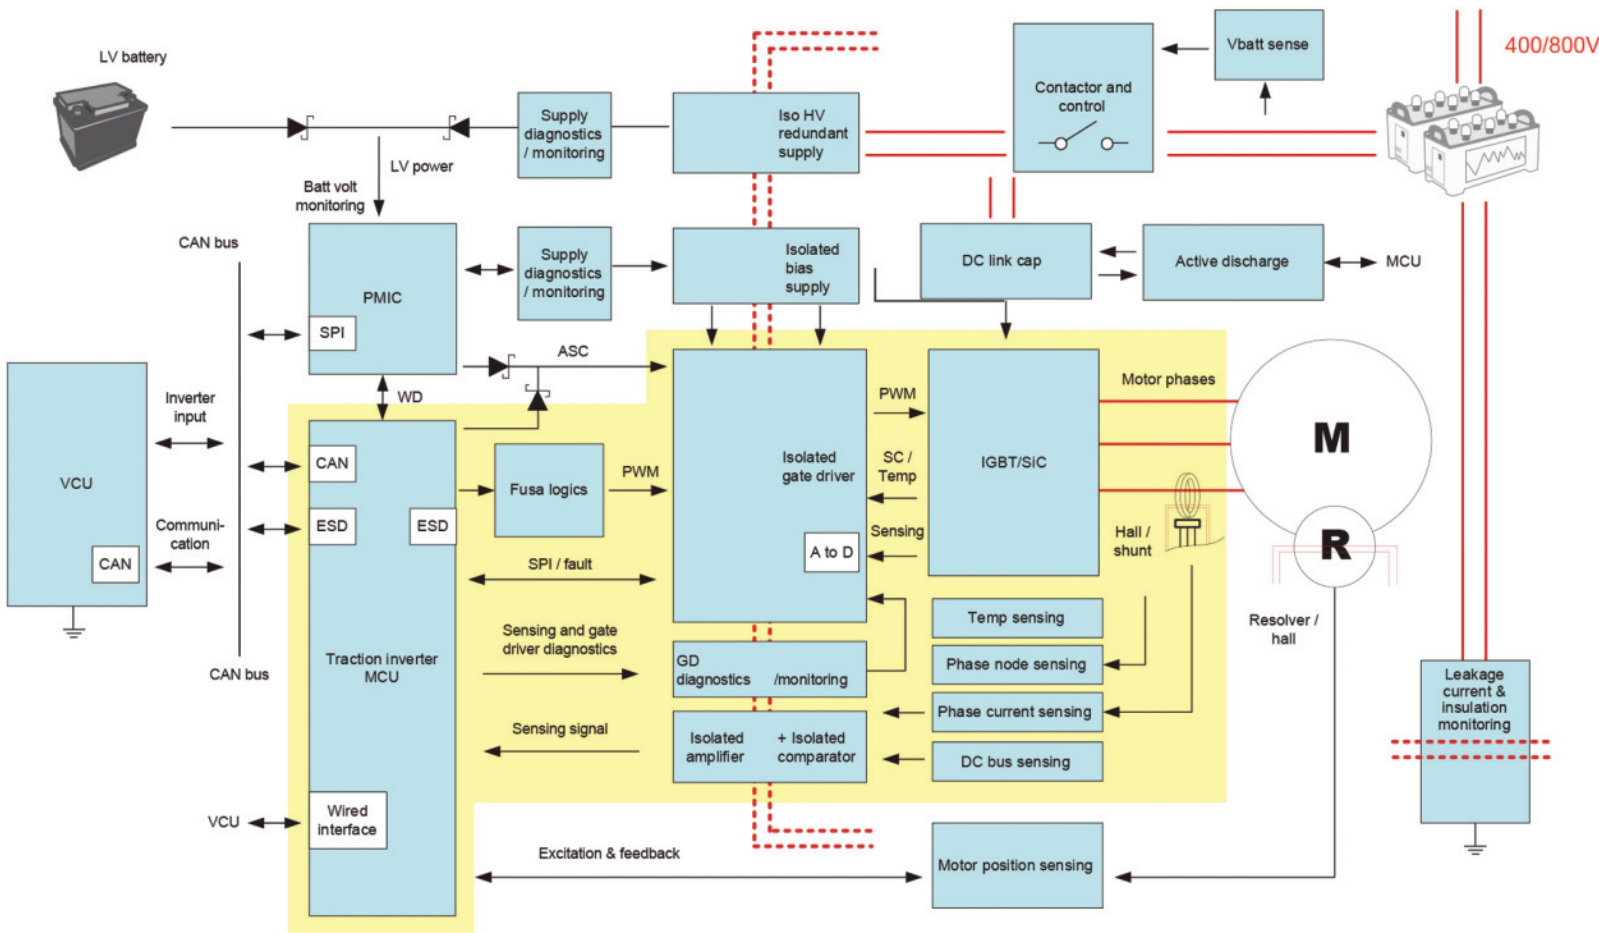 LV battery
400/800V
Vbatt sense
Contactor and
control
Supply
diagnostics
/ monitoring
Iso HV
redundant
supply
LV power
Batt volt
monitoring
CAN bus
PMIC
SPI
Supply
diagnostics
/ monitoring
Isolated
bias
supply
DC link cap
Active discharge
MCU
ASC
WD
Inverter
input
VCU
Communi-
cation
CAN
CAN bus
CAN
ESD
ESD
Fusa logics
PWM
Isolated
gate driver
A to D
PWM
SC /
Temp
Sensing
IGBT/SiC
Motor phases
M
R
Hall /
shunt
Resolver /
hall
SPI / fault
Traction inverter
MCU
Sensing and gate
driver diagnostics
GD
diagnostics /monitoring
Sensing signal
Isolated + Isolated
amplifier comparator
Temp sensing
Phase node sensing
Phase current sensing
DC bus sensing
Leakage
current &
insulation
monitoring
VCU
Wired
interface
Excitation & feedback
Motor position sensing